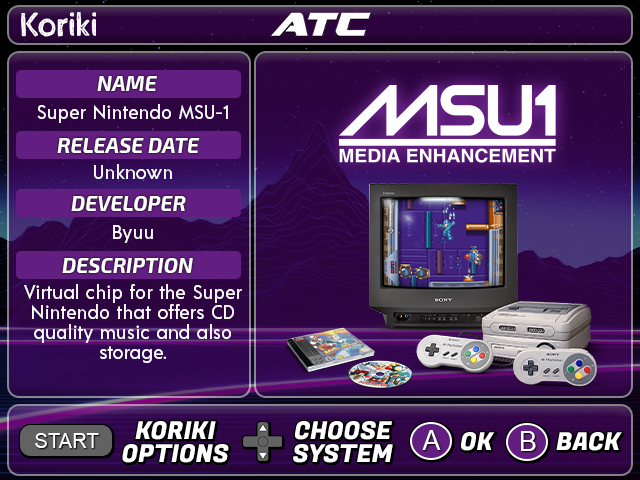 Koriki
ATC
NAME
Super Nintendo MSU-1
RELEASE DATE
Unknown
DEVELOPER
Byuu
DESCRIPTION
Virtual chip for the Super
Nintendo that offers CD
quality music and also
storage.
MSU1
MEDIA ENHANCEMENT
SONY
START
KORIKI
OPTIONS
CHOOSE
SYSTEM
A
OK
B
BACK